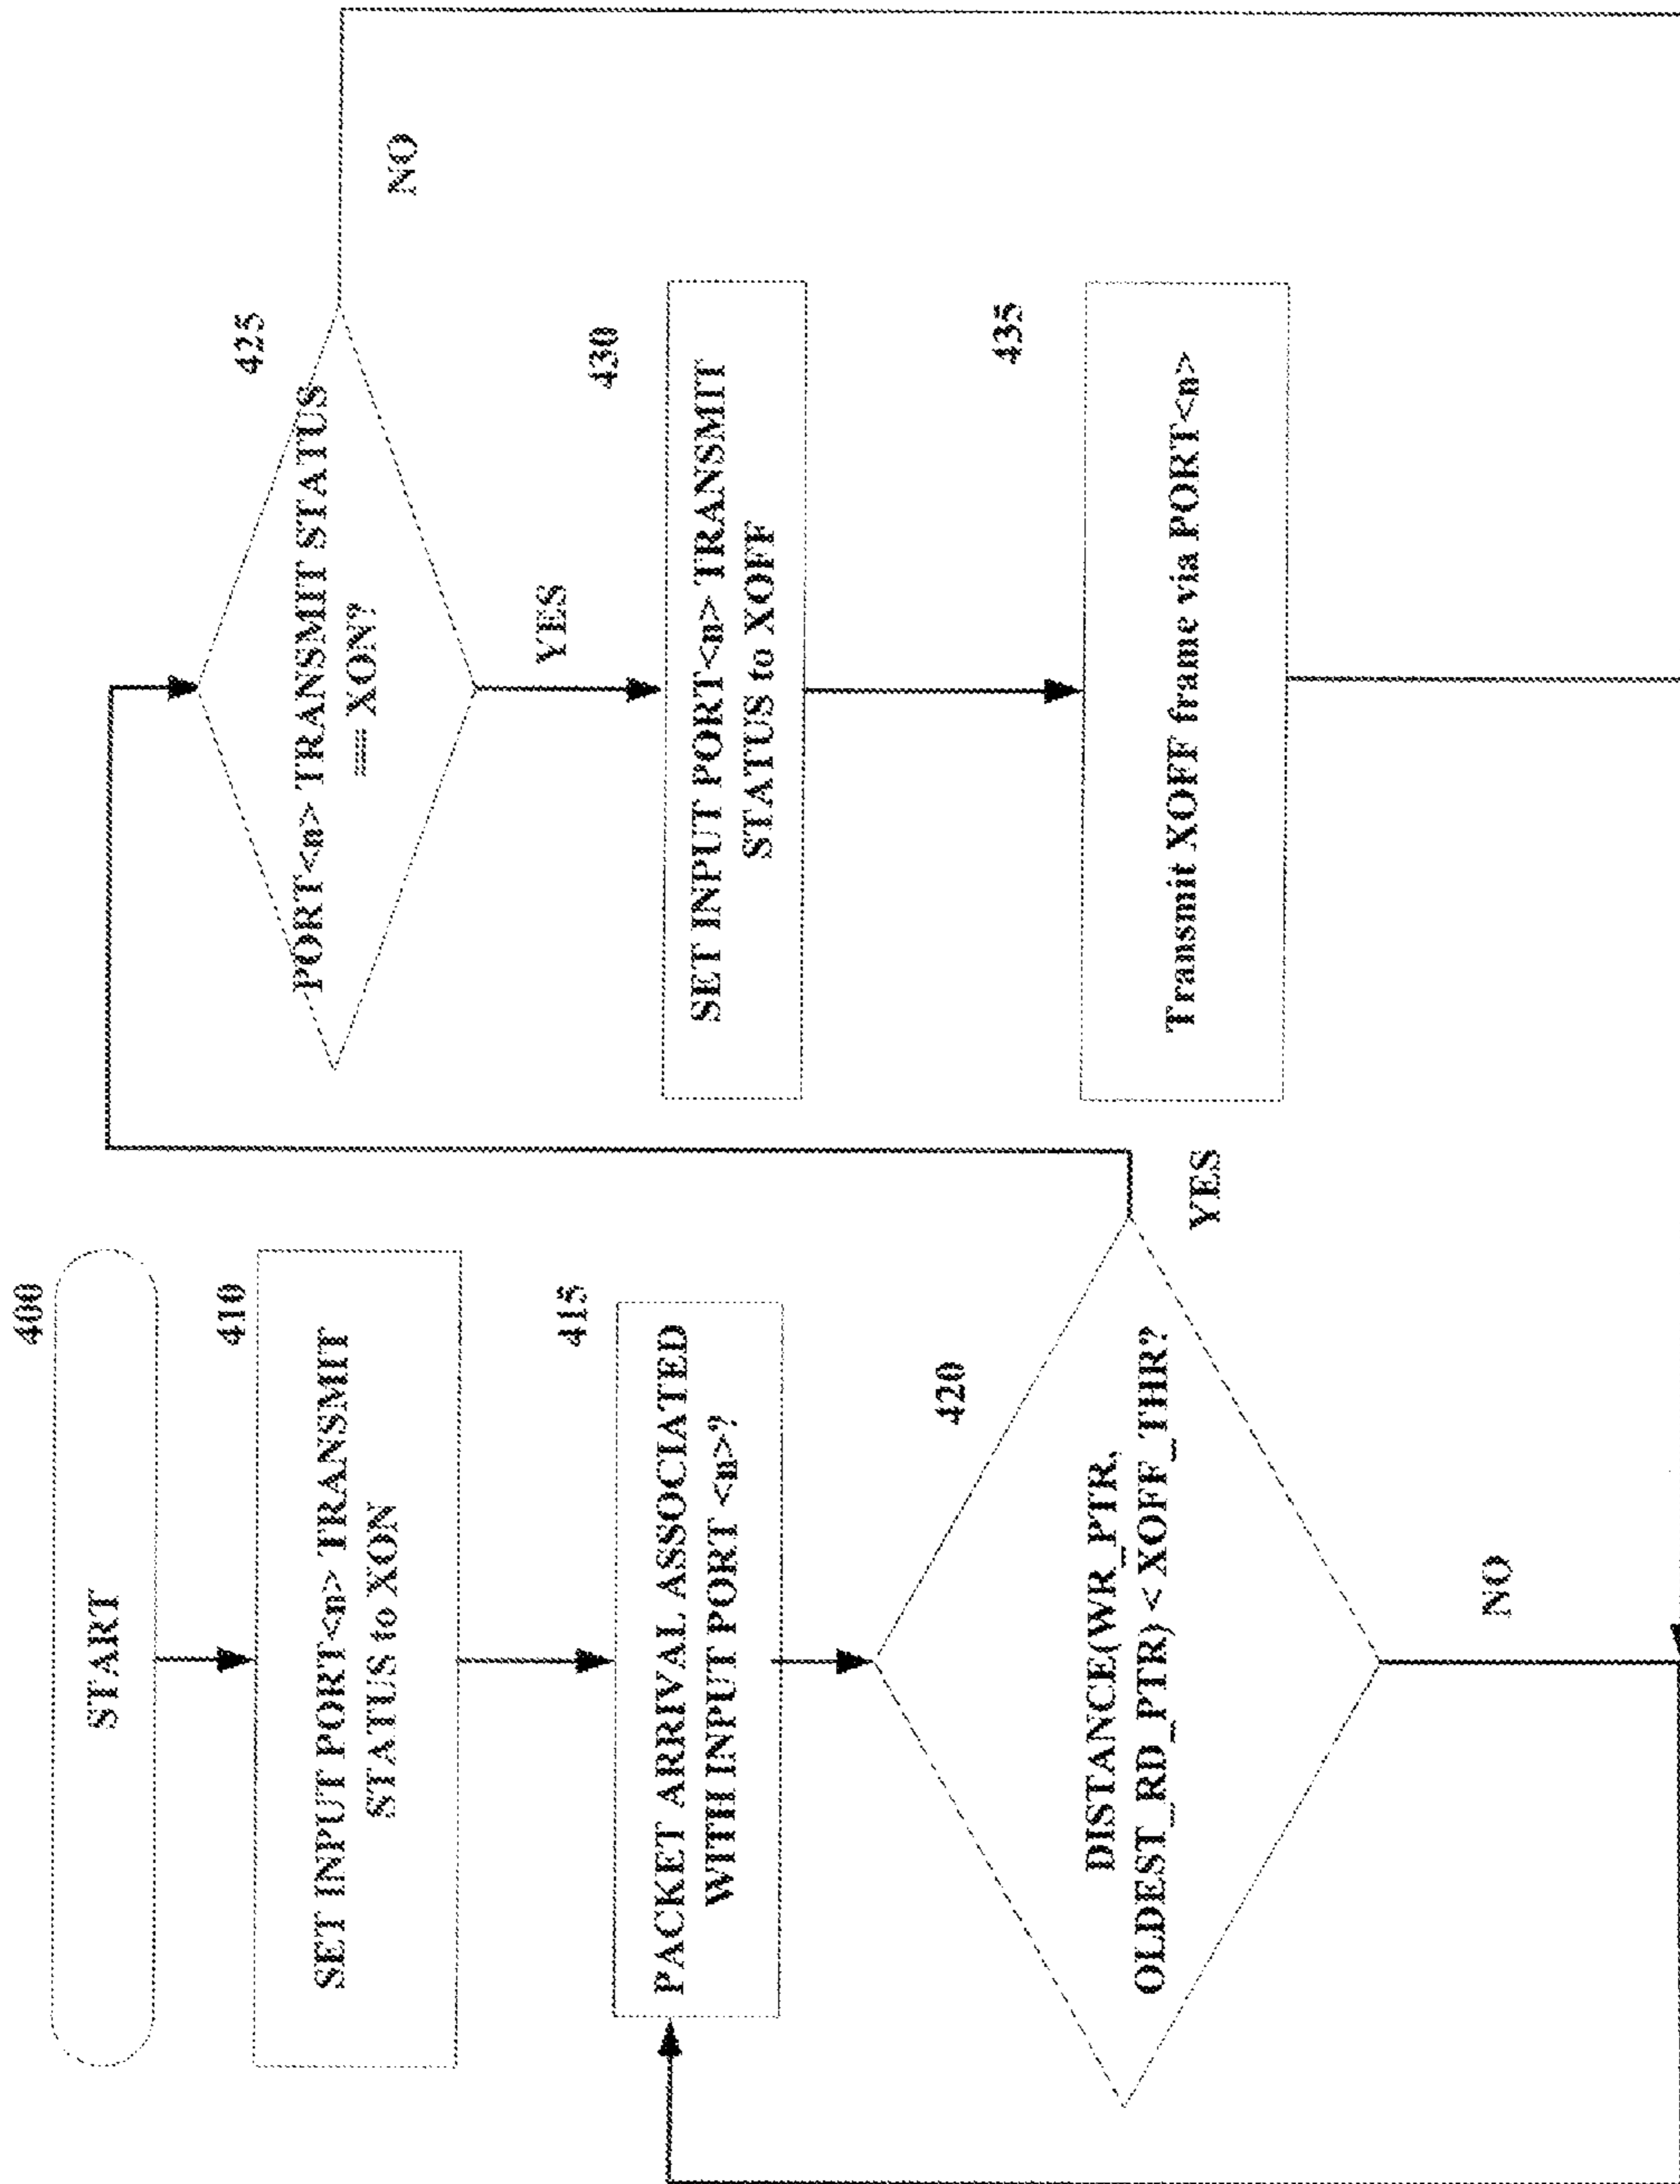 400
START
410
SET INPUT PORT<n> TRANSMIT
STATUS to XON
415
PACKET ARRIVAL ASSOCIATED
WITH INPUT PORT <n>?
420
DISTANCE(WR_PTR,
OLDEST_RD_PTR) < XOFF_THR?
YES
NO
425
PORT<n> TRANSMIT STATUS
== XON?
NO
YES
430
SET INPUT PORT<n> TRANSMIT
STATUS to XOFF
435
Transmit XOFF frame via PORT<n>